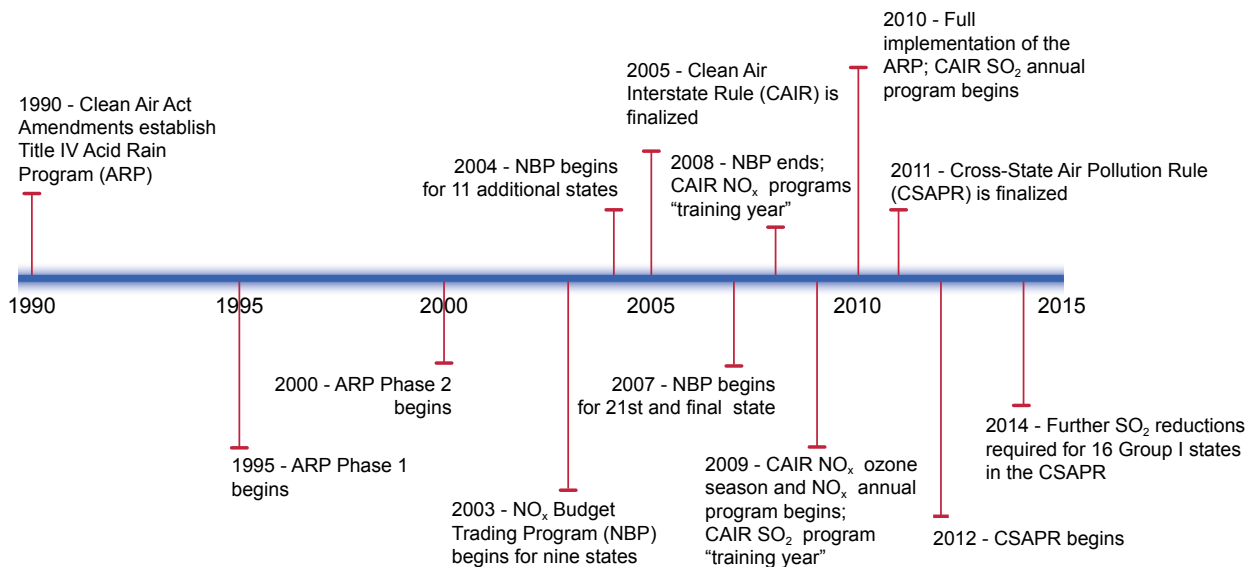 1990 - Clean Air Act
Amendments establish
Title IV Acid Rain
Program (ARP)
2004 - NBP begins
for 11 additional states
2005 - Clean Air
Interstate Rule (CAIR) is
finalized
2008 - NBP ends;
CAIR NOₓ programs
“training year”
2010 - Full
implementation of the
ARP; CAIR SO₂ annual
program begins
2011 - Cross-State Air Pollution Rule
(CSAPR) is finalized
1990
1995
2000
2005
2010
2015
1995 - ARP Phase 1
begins
2000 - ARP Phase 2
begins
2003 - NOₓ Budget
Trading Program (NBP)
begins for nine states
2007 - NBP begins
for 21st and final state
2009 - CAIR NOₓ ozone
season and NOₓ annual
program begins;
CAIR SO₂ program
“training year”
2012 - CSAPR begins
2014 - Further SO₂ reductions
required for 16 Group I states
in the CSAPR